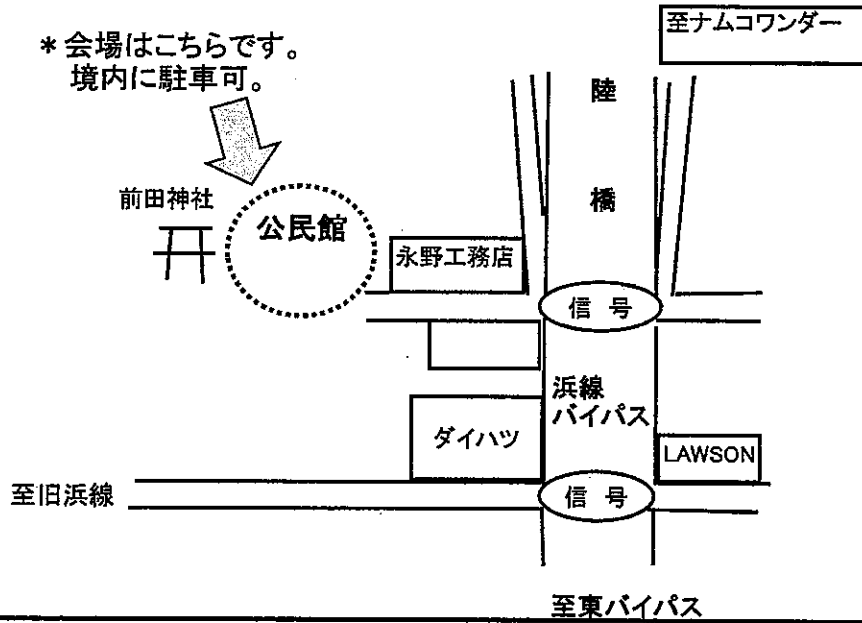 至ナムコワンダー
*会場はこちらです。
境内に駐車可。
陸
橋
前田神社
公民館
永野工務店
信 号
浜線
バイパス
ダイハツ
LAWSON
至旧浜線
信 号
至東バイパス